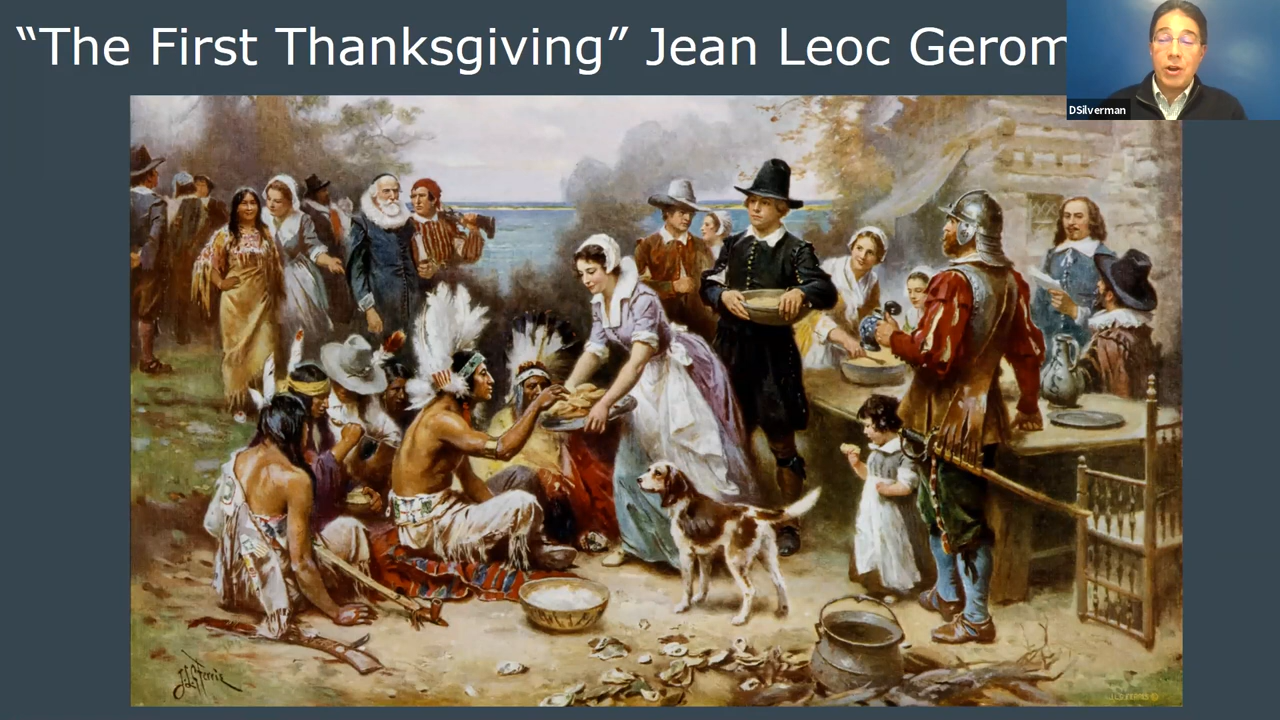 “The First Thanksgiving” Jean Leoc Gerom
DSilverman